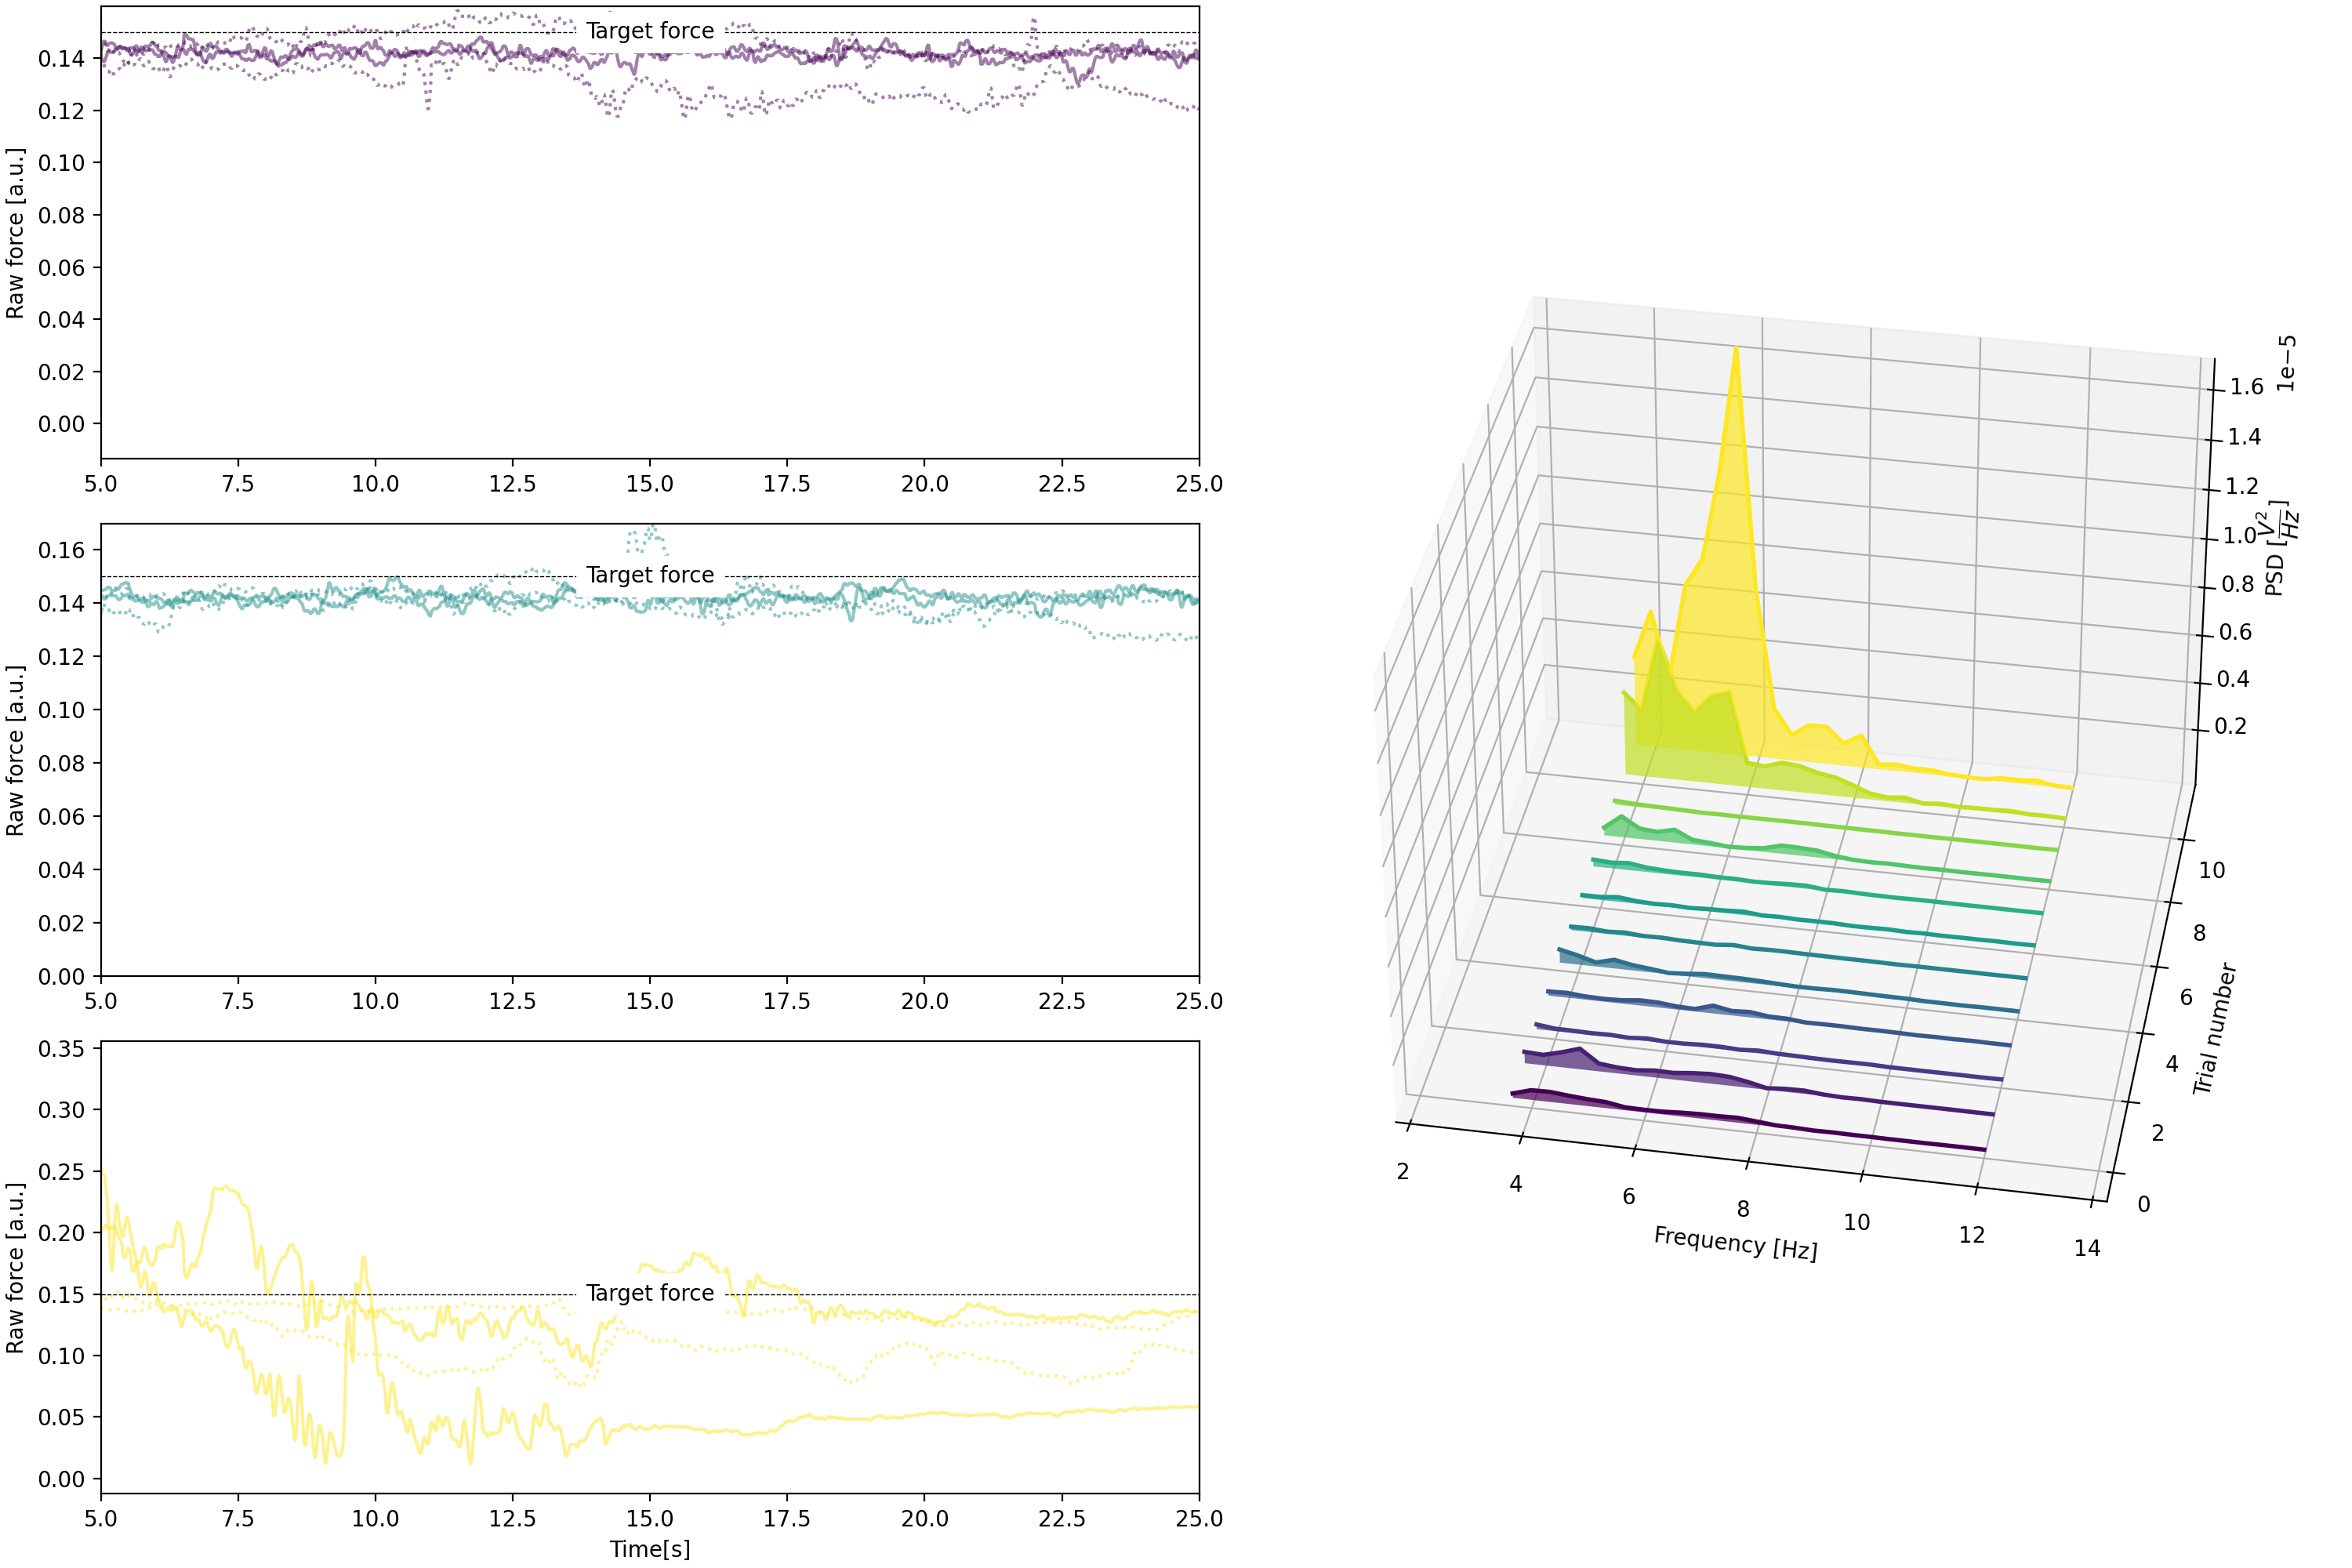 Raw force [a.u.]
0.14
0.12
0.10
0.08
0.06
0.04
0.02
0.00
Target force
5.0 7.5 10.0 12.5 15.0 17.5 20.0 22.5 25.0
Raw force [a.u.]
0.16
0.14
0.12
0.10
0.08
0.06
0.04
0.02
0.00
Target force
5.0 7.5 10.0 12.5 15.0 17.5 20.0 22.5 25.0
Raw force [a.u.]
0.35
0.30
0.25
0.20
0.15
0.10
0.05
0.00
Target force
5.0 7.5 10.0 12.5 15.0 17.5 20.0 22.5 25.0
Time[s]
1e−5
1.6
1.4
1.2
1.0
0.8
0.6
0.4
0.2
PSD [V²/Hz]
10
8
6
4
2
0
Trial number
2 4 6 8 10 12 14
Frequency [Hz]